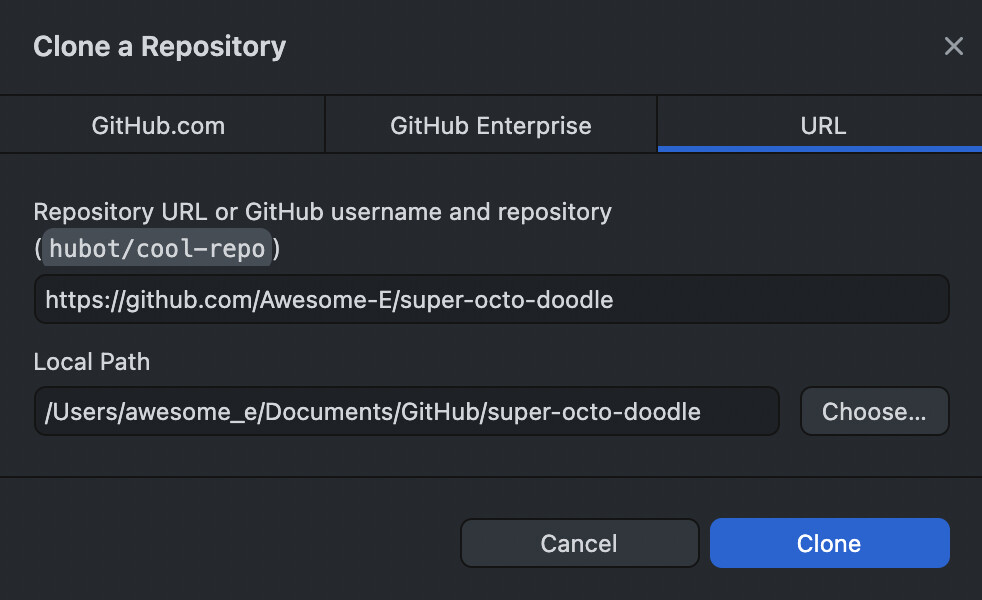 Clone a Repository
GitHub.com
GitHub Enterprise
URL
Repository URL or GitHub username and repository
(hubot/cool-repo)
https://github.com/Awesome-E/super-octo-doodle
Local Path
/Users/awesome_e/Documents/GitHub/super-octo-doodle
Choose...
Cancel
Clone